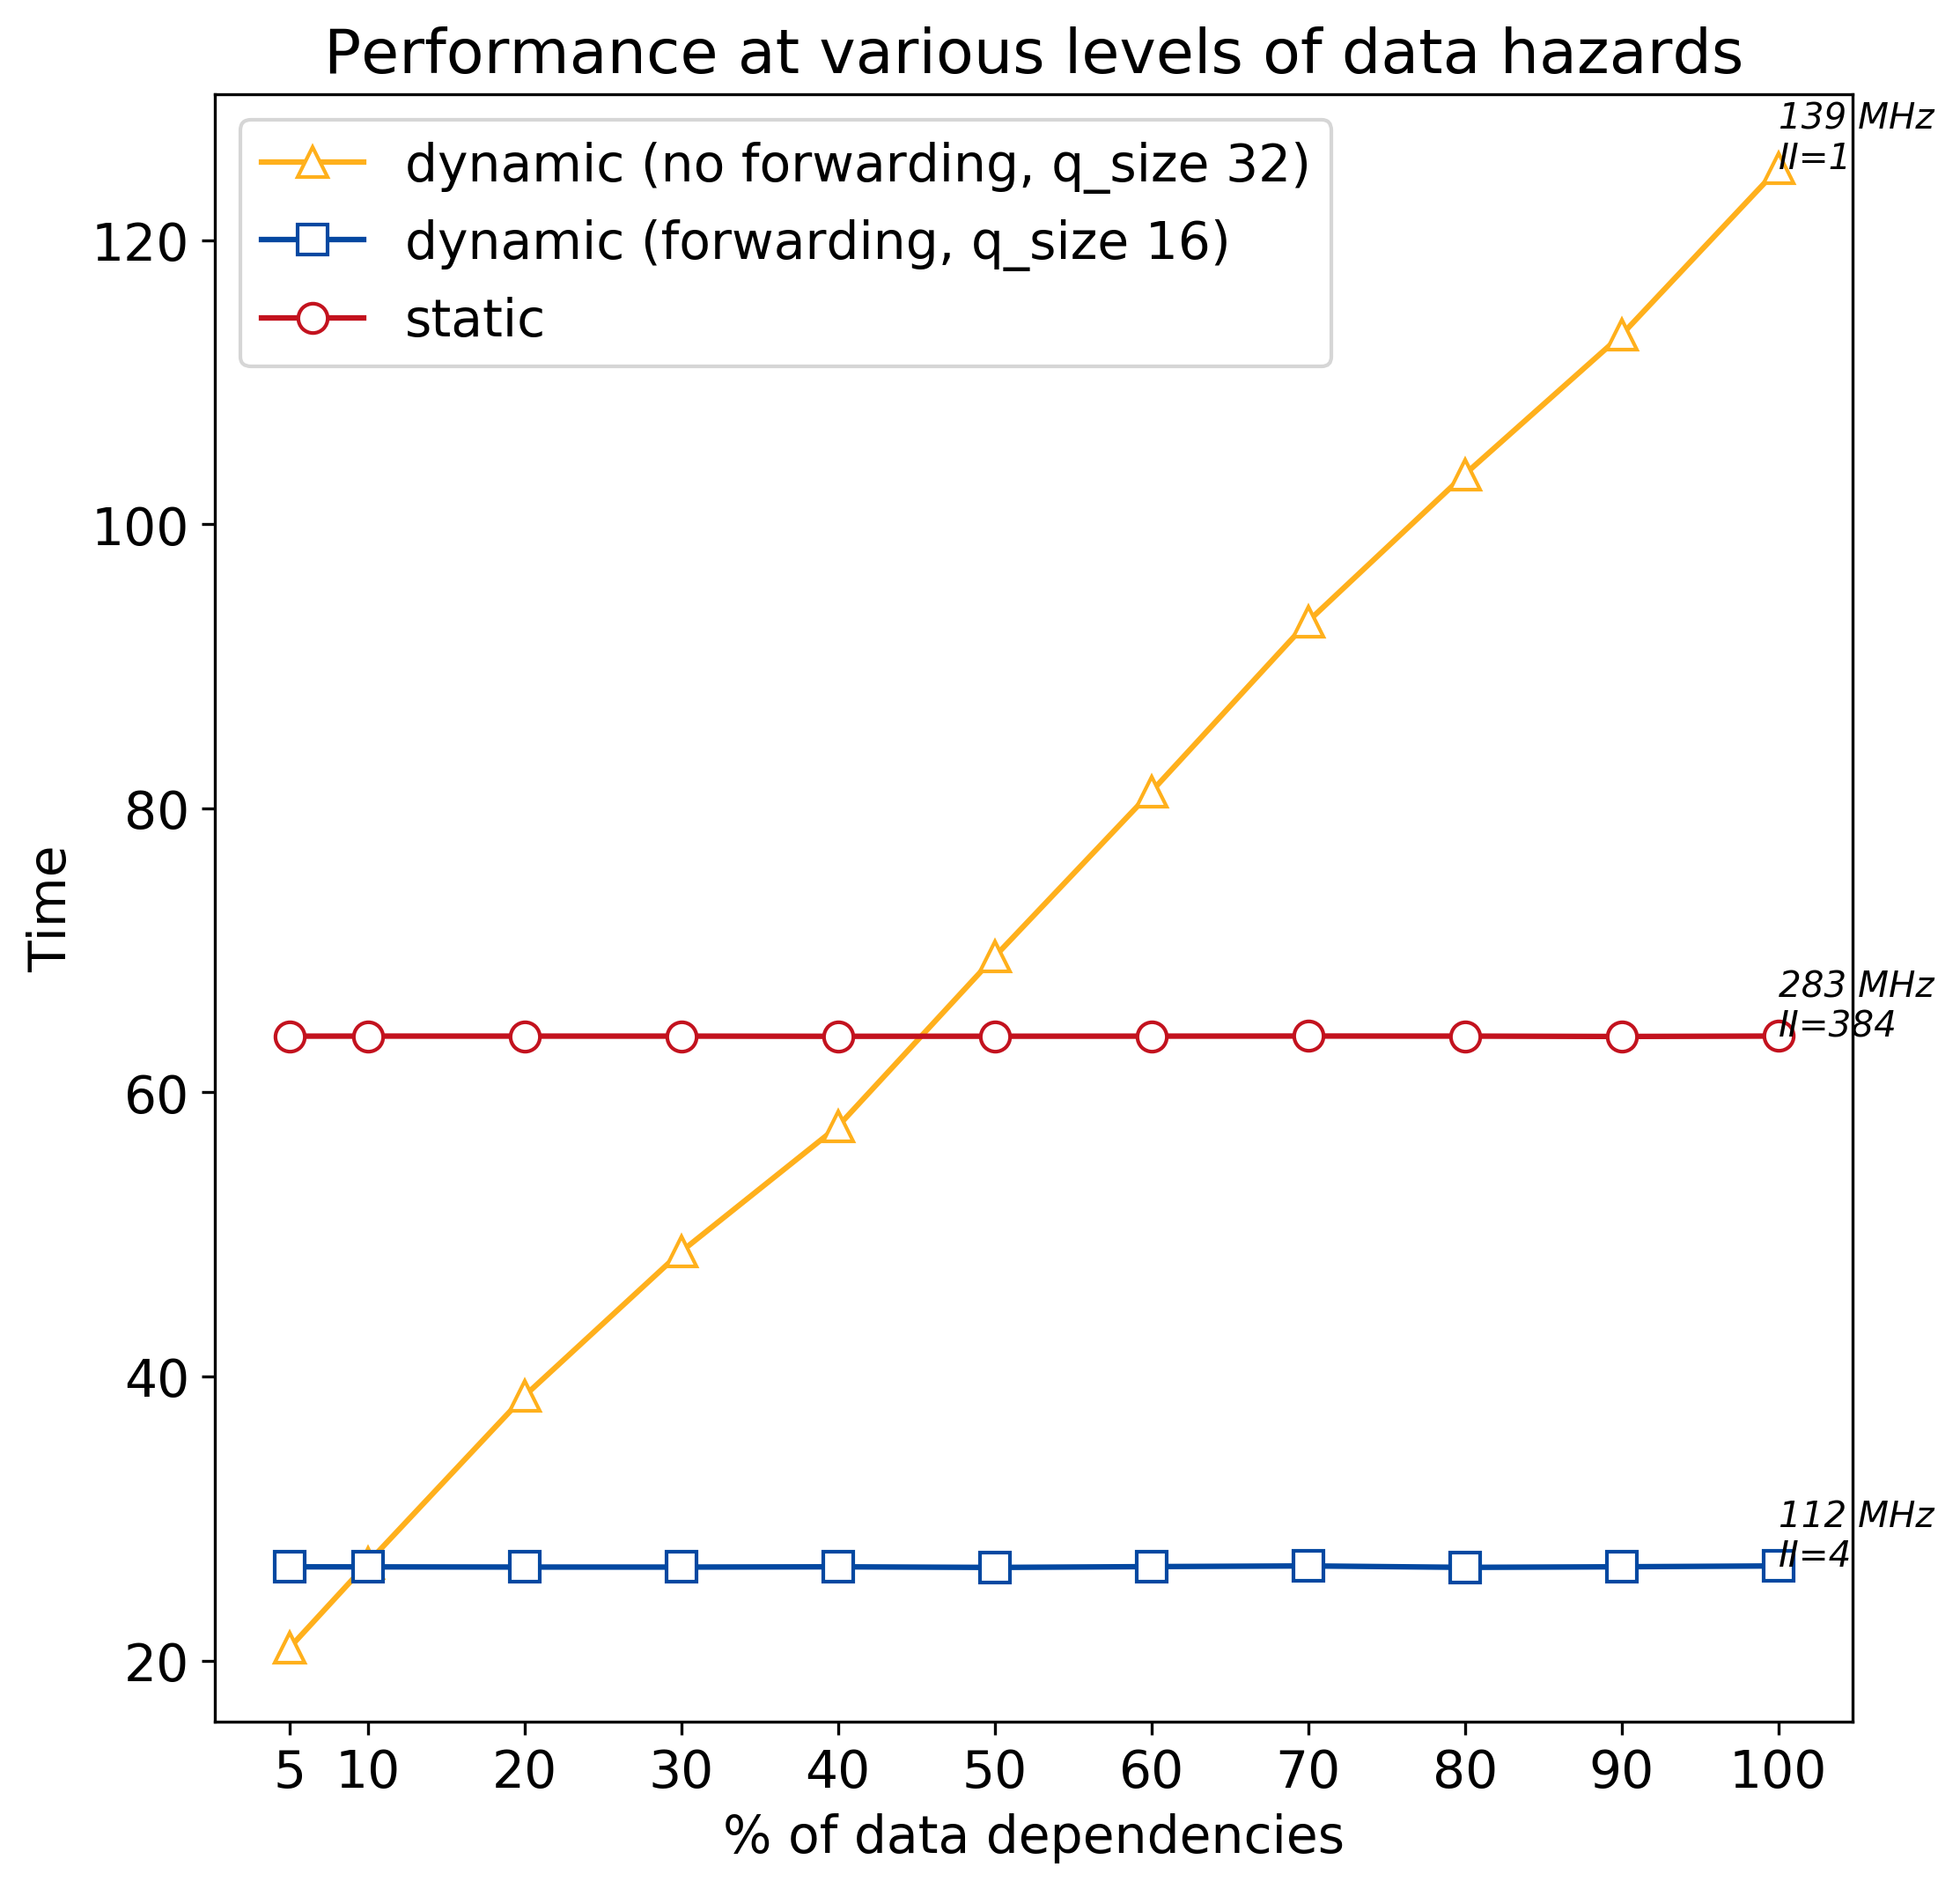 Performance at various levels of data hazards
dynamic (no forwarding, q_size 32)
dynamic (forwarding, q_size 16)
static
139 MHz
II=1
283 MHz
II=384
112 MHz
II=4
Time
120
100
80
60
40
20
5 10 20 30 40 50 60 70 80 90 100
% of data dependencies